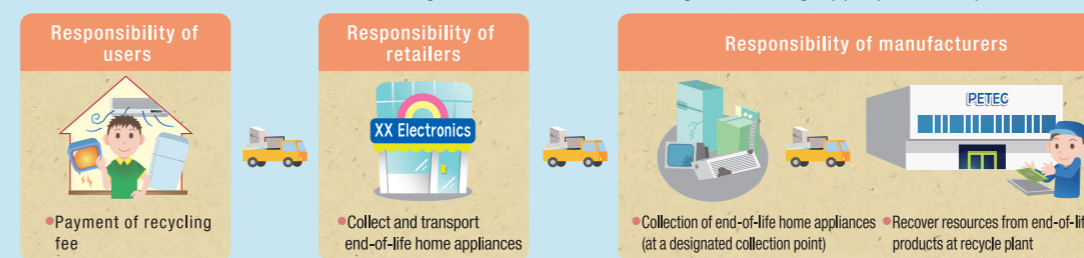 Responsibility of
users
Responsibility of
retailers
Responsibility of manufacturers
XX Electronics
PETEC
•Payment of recycling
fee
•Collect and transport
end-of-life home appliances
•Collection of end-of-life home appliances
(at a designated collection point)
•Recover resources from end-of-lif
products at recycle plant